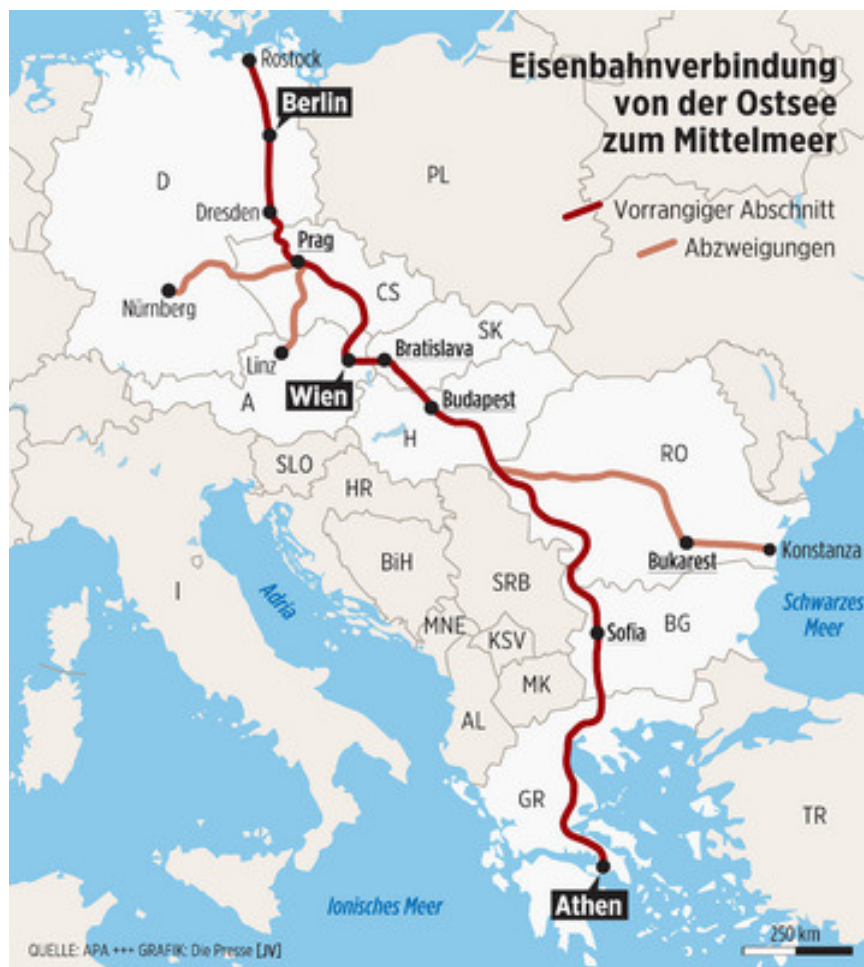 Eisenbahnverbindung
von der Ostsee
zum Mittelmeer
Vorrangiger Abschnitt
Abzweigungen
Rostock
Berlin
D
PL
Dresden
Prag
Nürnberg
CS
SK
Linz
Bratislava
Wien
A
Budapest
H
RO
SLO
HR
BiH
Bukarest
Konstanza
SRB
I
Adria
Schwarzes
Meer
MNE
KSV
Sofia
BG
MK
AL
GR
TR
Athen
Ionisches Meer
250 km
QUELLE: APA +++ GRAFIK: Die Presse [JV]